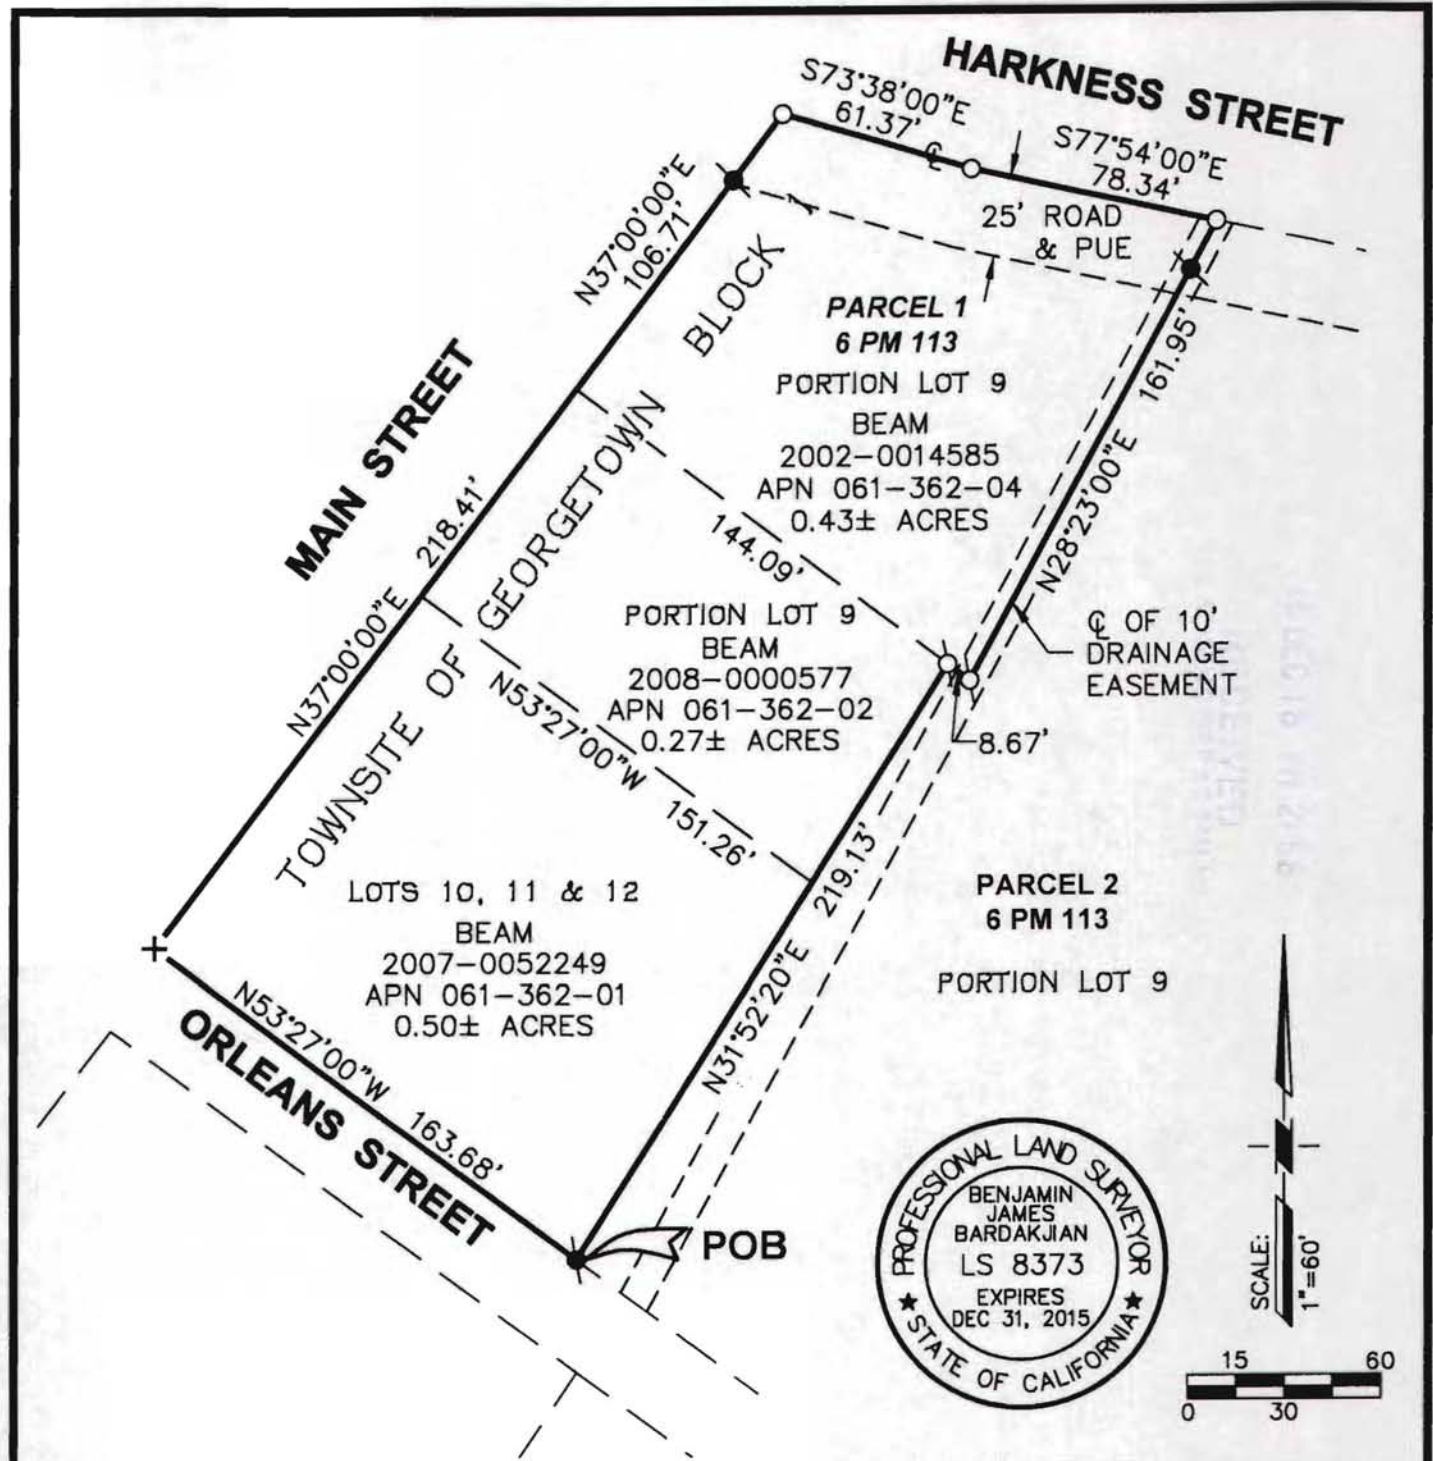 HARKNESS STREET
S73°38'00"E
61.37'
℄
S77°54'00"E
78.34'
25' ROAD
& PUE
N37°00'00"E
106.71'
MAIN STREET
N37°00'00"E 218.41'
TOWNSITE OF GEORGETOWN BLOCK 7
PARCEL 1
6 PM 113
PORTION LOT 9
BEAM
2002-0014585
APN 061-362-04
0.43± ACRES
N28°23'00"E 161.95'
144.09'
PORTION LOT 9
BEAM
2008-0000577
APN 061-362-02
0.27± ACRES
℄ OF 10'
DRAINAGE
EASEMENT
8.67'
N53°27'00"W 151.26'
N31°52'20"E 219.13'
PARCEL 2
6 PM 113
PORTION LOT 9
LOTS 10, 11 & 12
BEAM
2007-0052249
APN 061-362-01
0.50± ACRES
N53°27'00"W 163.68'
ORLEANS STREET
POB
PROFESSIONAL LAND SURVEYOR
BENJAMIN
JAMES
BARDAKJIAN
LS 8373
EXPIRES
DEC 31, 2015
STATE OF CALIFORNIA
SCALE:
1"=60'
15 60
0 30